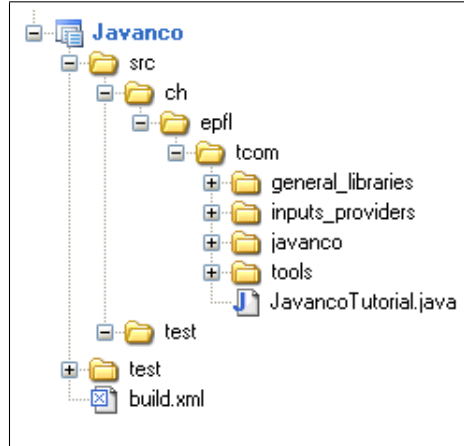 Javanco
src
ch
epfl
tcom
general_libraries
inputs_providers
javanco
tools
JavancoTutorial.java
test
test
build.xml